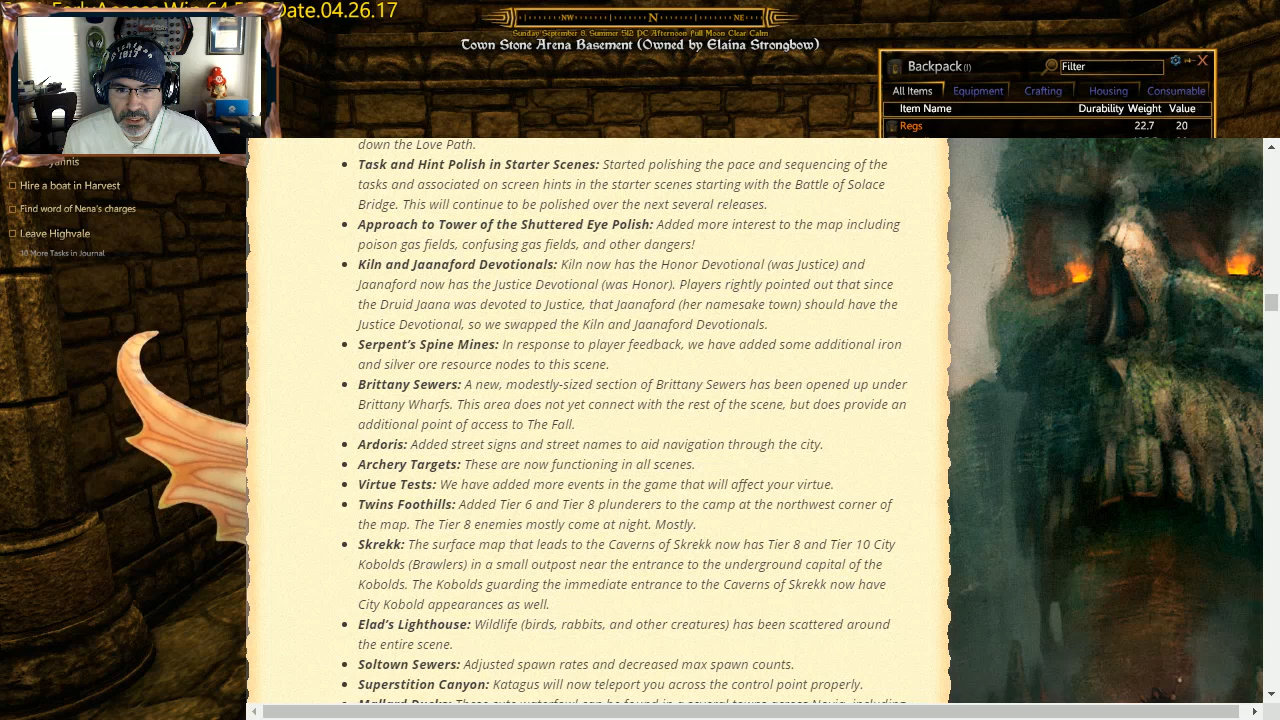 Date.04.26.17
NW N NE
Sunday September 8, Summer 512 PC Afternoon Full Moon Clear Calm
Town Stone Arena Basement (Owned by Elaina Strongbow)
Backpack (1)
Filter
All Items Equipment Crafting Housing Consumable
Item Name Durability Weight Value
Regs 22.7 20
Hire a boat in Harvest
Find word of Nena's charges
Leave Highvale
10 More Tasks in Journal
down the Love Path.
Task and Hint Polish in Starter Scenes: Started polishing the pace and sequencing of the
tasks and associated on screen hints in the starter scenes starting with the Battle of Solace
Bridge. This will continue to be polished over the next several releases.
Approach to Tower of the Shuttered Eye Polish: Added more interest to the map including
poison gas fields, confusing gas fields, and other dangers!
Kiln and Jaanaford Devotionals: Kiln now has the Honor Devotional (was Justice) and
Jaanaford now has the Justice Devotional (was Honor). Players rightly pointed out that since
the Druid Jaana was devoted to Justice, that Jaanaford (her namesake town) should have the
Justice Devotional, so we swapped the Kiln and Jaanaford Devotionals.
Serpent's Spine Mines: In response to player feedback, we have added some additional iron
and silver ore resource nodes to this scene.
Brittany Sewers: A new, modestly-sized section of Brittany Sewers has been opened up under
Brittany Wharfs. This area does not yet connect with the rest of the scene, but does provide an
additional point of access to The Fall.
Ardoris: Added street signs and street names to aid navigation through the city.
Archery Targets: These are now functioning in all scenes.
Virtue Tests: We have added more events in the game that will affect your virtue.
Twins Foothills: Added Tier 6 and Tier 8 plunderers to the camp at the northwest corner of
the map. The Tier 8 enemies mostly come at night. Mostly.
Skrekk: The surface map that leads to the Caverns of Skrekk now has Tier 8 and Tier 10 City
Kobolds (Brawlers) in a small outpost near the entrance to the underground capital of the
Kobolds. The Kobolds guarding the immediate entrance to the Caverns of Skrekk now have
City Kobold appearances as well.
Elad's Lighthouse: Wildlife (birds, rabbits, and other creatures) has been scattered around
the entire scene.
Soltown Sewers: Adjusted spawn rates and decreased max spawn counts.
Superstition Canyon: Katagus will now teleport you across the control point properly.